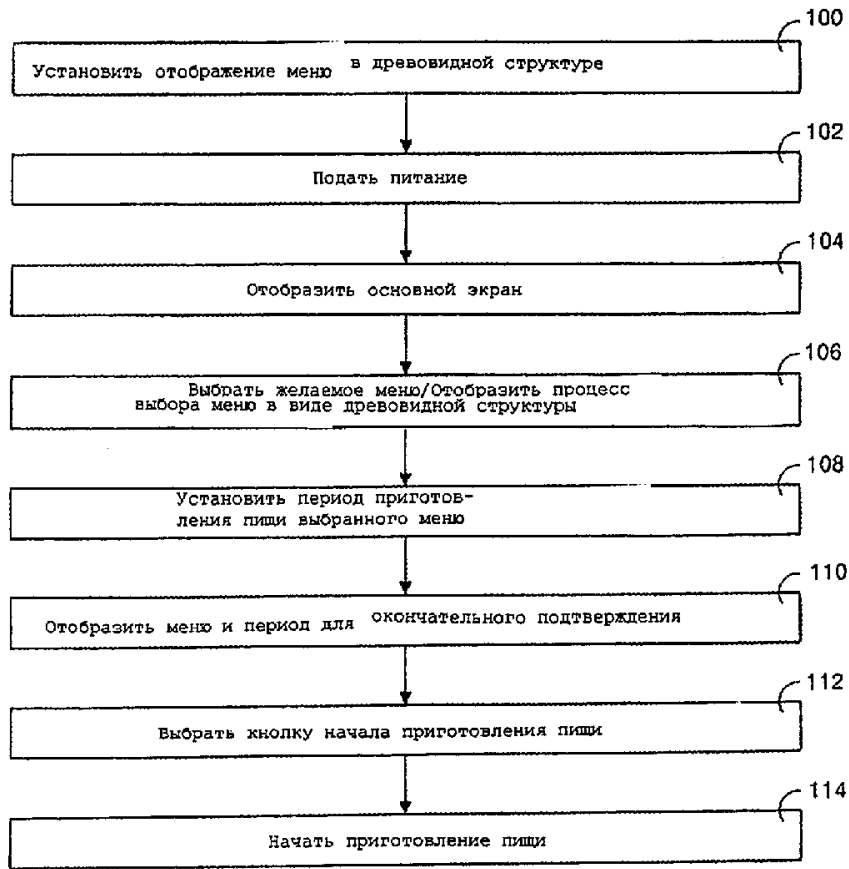 100
Установить отображение меню в древовидной структуре
102
Подать питание
104
Отобразить основной экран
106
Выбрать желаемое меню/Отобразить процесс
выбора меню в виде древовидной структуры
108
Установить период приготов-
ления пищи выбранного меню
110
Отобразить меню и период для окончательного подтверждения
112
Выбрать кнопку начала приготовления пищи
114
Начать приготовление пищи